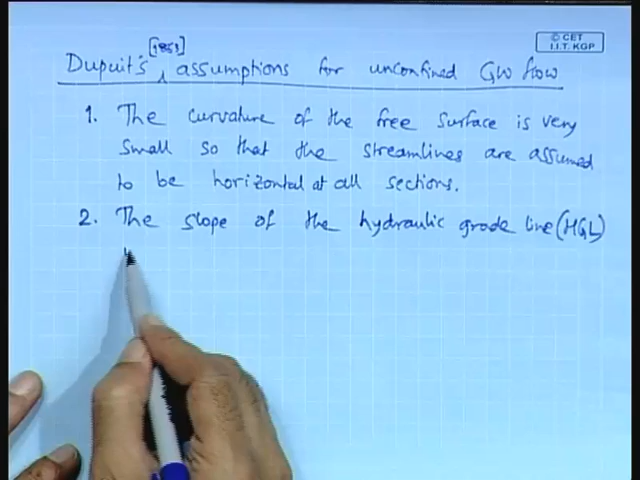 © CET
I.I.T. KGP
[1863]
Dupuit's ∧ assumptions for unconfined GW flow
1. The curvature of the free surface is very
small so that the streamlines are assumed
to be horizontal at all sections.
2. The slope of the hydraulic grade line (HGL)